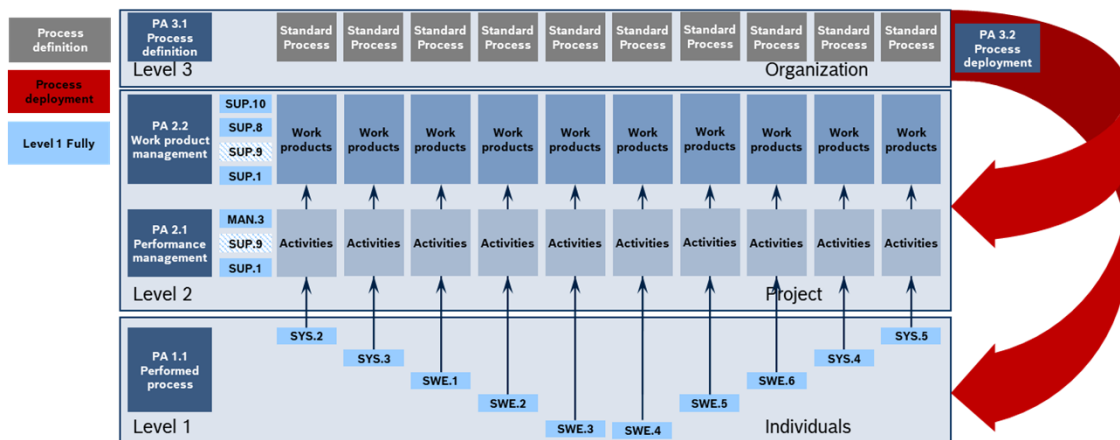 Process
definition
Process
deployment
Level 1 Fully
PA 3.1
Process
definition
Standard
Process
Standard
Process
Standard
Process
Standard
Process
Standard
Process
Standard
Process
Standard
Process
Standard
Process
Standard
Process
Standard
Process
PA 3.2
Process
deployment
Level 3
Organization
PA 2.2
Work product
management
SUP.10
SUP.8
SUP.9
SUP.1
Work
products
Work
products
Work
products
Work
products
Work
products
Work
products
Work
products
Work
products
Work
products
Work
products
PA 2.1
Performance
management
MAN.3
SUP.9
SUP.1
Activities
Activities
Activities
Activities
Activities
Activities
Activities
Activities
Activities
Activities
Level 2
Project
PA 1.1
Performed
process
SYS.2
SYS.3
SWE.1
SWE.2
SWE.3
SWE.4
SWE.5
SWE.6
SYS.4
SYS.5
Level 1
Individuals